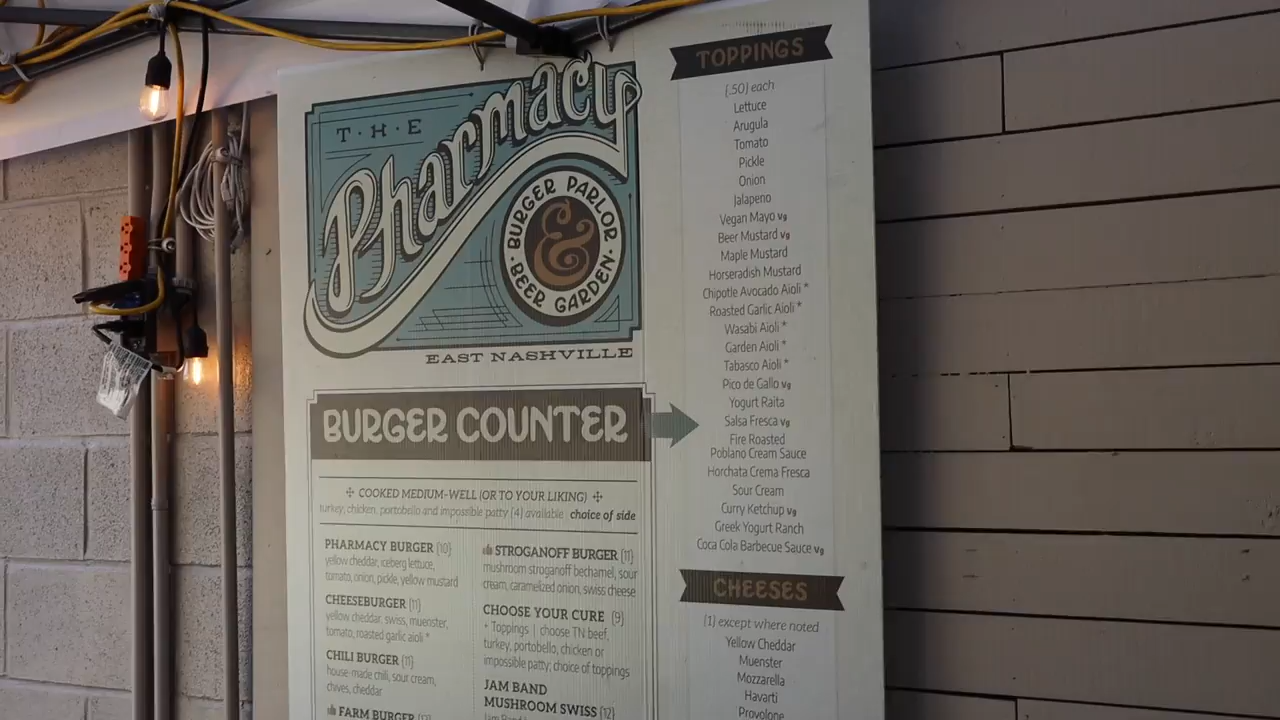 THE
Pharmacy
BURGER PARLOR
&
BEER GARDEN
EAST NASHVILLE
BURGER COUNTER
COOKED MEDIUM-WELL (OR TO YOUR LIKING)
turkey, chicken, portobello and impossible patty (4) available choice of side
PHARMACY BURGER (10)
yellow cheddar, iceberg lettuce,
tomato, onion, pickle, yellow mustard
CHEESEBURGER (11)
yellow cheddar, swiss, muenster,
tomato, roasted garlic aioli *
CHILI BURGER (11)
house-made chili, sour cream,
chives, cheddar
FARM BURGER
STROGANOFF BURGER (11)
mushroom stroganoff bechamel, sour
cream, caramelized onion, swiss cheese
CHOOSE YOUR CURE (9)
+ Toppings | choose TN beef,
turkey, portobello, chicken or
impossible patty; choice of toppings
JAM BAND
MUSHROOM SWISS (12)
TOPPINGS
(.50) each
Lettuce
Arugula
Tomato
Pickle
Onion
Jalapeno
Vegan Mayo vg
Beer Mustard vg
Maple Mustard
Horseradish Mustard
Chipotle Avocado Aioli *
Roasted Garlic Aioli *
Wasabi Aioli *
Garden Aioli *
Tabasco Aioli *
Pico de Gallo vg
Yogurt Raita
Salsa Fresca vg
Fire Roasted
Poblano Cream Sauce
Horchata Crema Fresca
Sour Cream
Curry Ketchup vg
Greek Yogurt Ranch
Coca Cola Barbecue Sauce vg
CHEESES
(1) except where noted
Yellow Cheddar
Muenster
Mozzarella
Havarti
Provolone